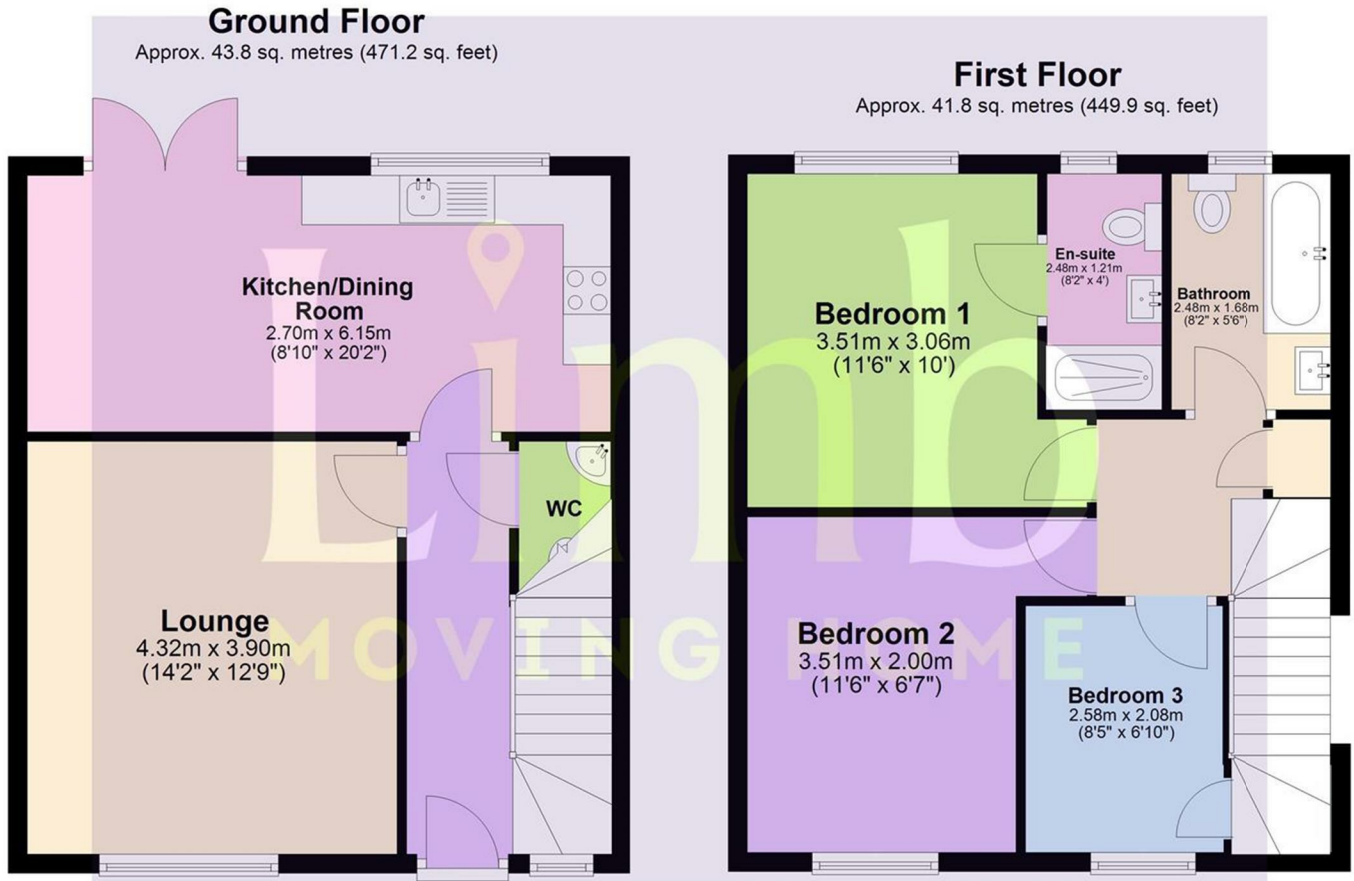 Ground Floor
Approx. 43.8 sq. metres (471.2 sq. feet)
First Floor
Approx. 41.8 sq. metres (449.9 sq. feet)
Kitchen/Dining
Room
2.70m x 6.15m
(8'10" x 20'2")
WC
Lounge
4.32m x 3.90m
(14'2" x 12'9")
Bedroom 1
3.51m x 3.06m
(11'6" x 10')
En-suite
2.48m x 1.21m
(8'2" x 4')
Bathroom
2.48m x 1.68m
(8'2" x 5'6")
Bedroom 2
3.51m x 2.00m
(11'6" x 6'7")
Bedroom 3
2.58m x 2.08m
(8'5" x 6'10")
Limb
MOVING HOME